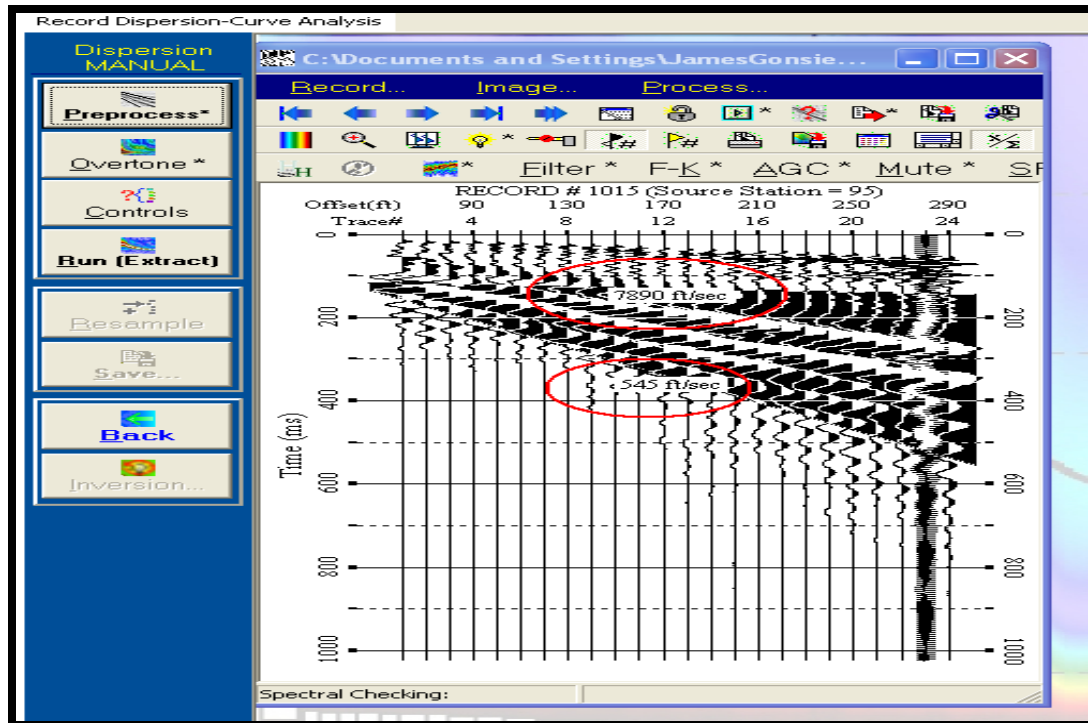 Record Dispersion-Curve Analysis
Dispersion
MANUAL
Preprocess*
Overtone *
?{}
Controls
Run (Extract)
Resample
Save...
Back
Inversion...
C:\Documents and Settings\JamesGonsie...
Record... Image... Process...
H Filter * F-K * AGC * Mute *
RECORD # 1015 (Source Station = 95)
Offset(ft) 90 130 170 210 250 290
Trace# 4 8 12 16 20 24
0 0
7890 ft/sec
200 200
545 ft/sec
400 400
Time (ms)
600 600
800 800
1000 1000
Spectral Checking: